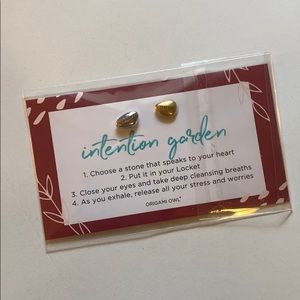 intention garden
1. Choose a stone that speaks to your heart
2. Put it in your Locket
3. Close your eyes and take deep cleansing breaths
4. As you exhale, release all your stress and worries
ORIGAMI OWL®